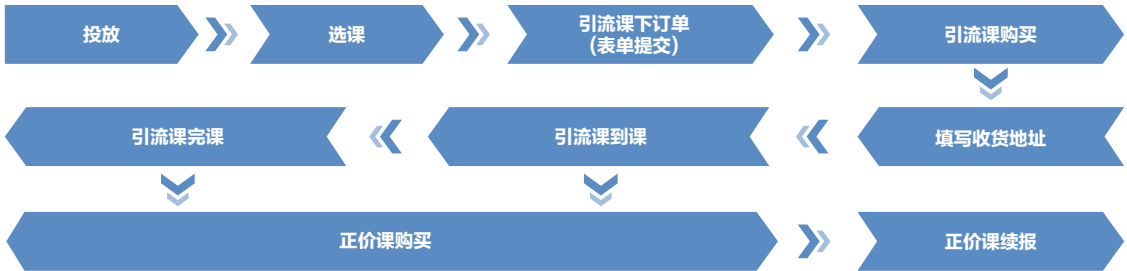 投放
选课
引流课下订单
(表单提交)
引流课购买
填写收货地址
引流课到课
引流课完课
正价课购买
正价课续报